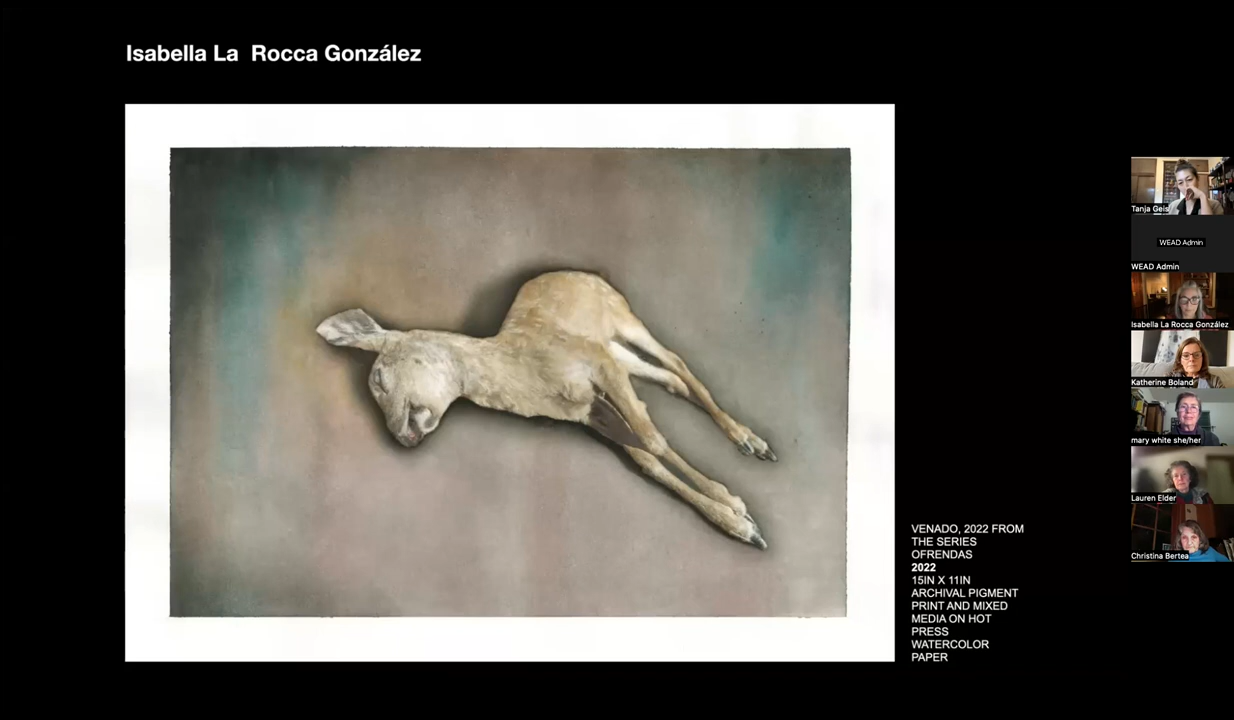 Isabella La Rocca González
VENADO, 2022 FROM
THE SERIES
OFRENDAS
2022
15IN X 11IN
ARCHIVAL PIGMENT
PRINT AND MIXED
MEDIA ON HOT
PRESS
WATERCOLOR
PAPER
Tanja Geis
WEAD Admin
WEAD Admin
Isabella La Rocca González
Katherine Boland
mary white she/her
Lauren Elder
Christina Bertea